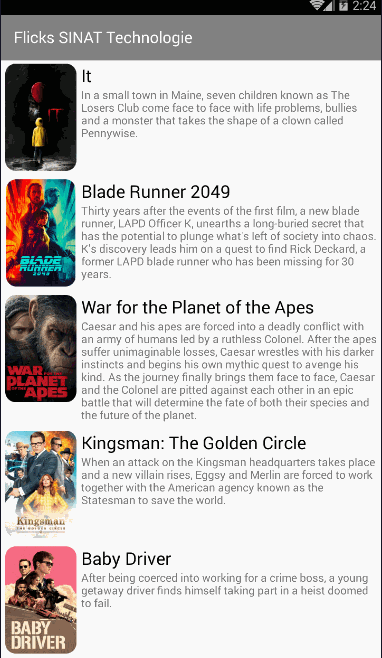 2:24
Flicks SINAT Technologie
It
In a small town in Maine, seven children known as The
Losers Club come face to face with life problems, bullies
and a monster that takes the shape of a clown called
Pennywise.
Blade Runner 2049
Thirty years after the events of the first film, a new blade
runner, LAPD Officer K, unearths a long-buried secret that
has the potential to plunge what's left of society into chaos.
K's discovery leads him on a quest to find Rick Deckard, a
former LAPD blade runner who has been missing for 30
years.
BLADE
RUNNER
2049
War for the Planet of the Apes
Caesar and his apes are forced into a deadly conflict with
an army of humans led by a ruthless Colonel. After the apes
suffer unimaginable losses, Caesar wrestles with his darker
instincts and begins his own mythic quest to avenge his
kind. As the journey finally brings them face to face, Caesar
and the Colonel are pitted against each other in an epic
battle that will determine the fate of both their species and
the future of the planet.
WAR FOR THE
PLANET
OF THE APES
Kingsman: The Golden Circle
When an attack on the Kingsman headquarters takes place
and a new villain rises, Eggsy and Merlin are forced to work
together with the American agency known as the
Statesman to save the world.
Kingsman
THE GOLDEN CIRCLE
Baby Driver
After being coerced into working for a crime boss, a young
getaway driver finds himself taking part in a heist doomed
to fail.
BABY
DRIVER